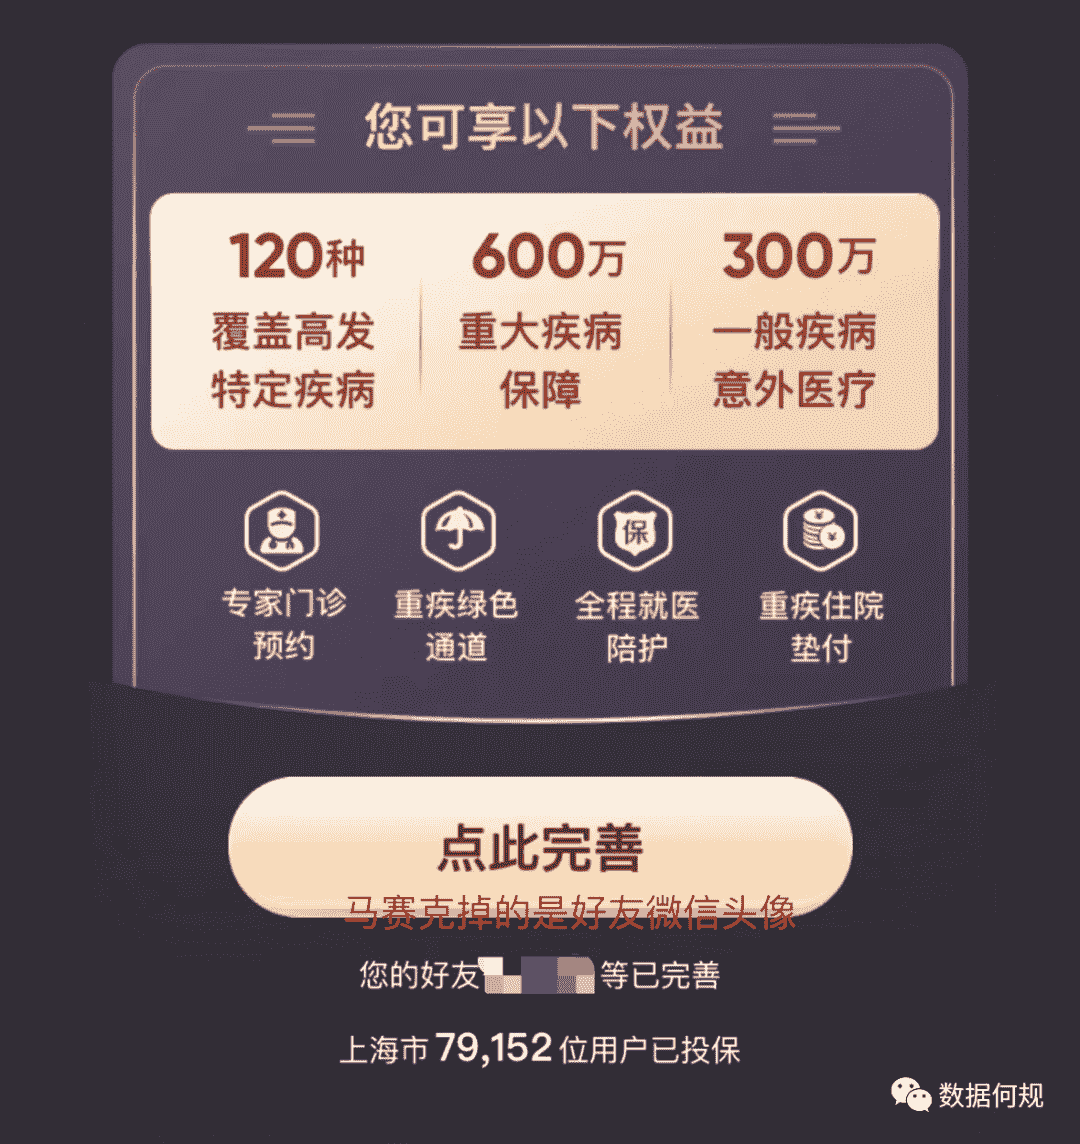 您可享以下权益
120种 600万 300万
覆盖高发 重大疾病 一般疾病
特定疾病 保障 意外医疗
保
专家门诊 重疾绿色 全程就医 重疾住院
预约 通道 陪护 垫付
点此完善
马赛克掉的是好友微信头像
您的好友 等已完善
上海市 79,152 位用户已投保
数据何规